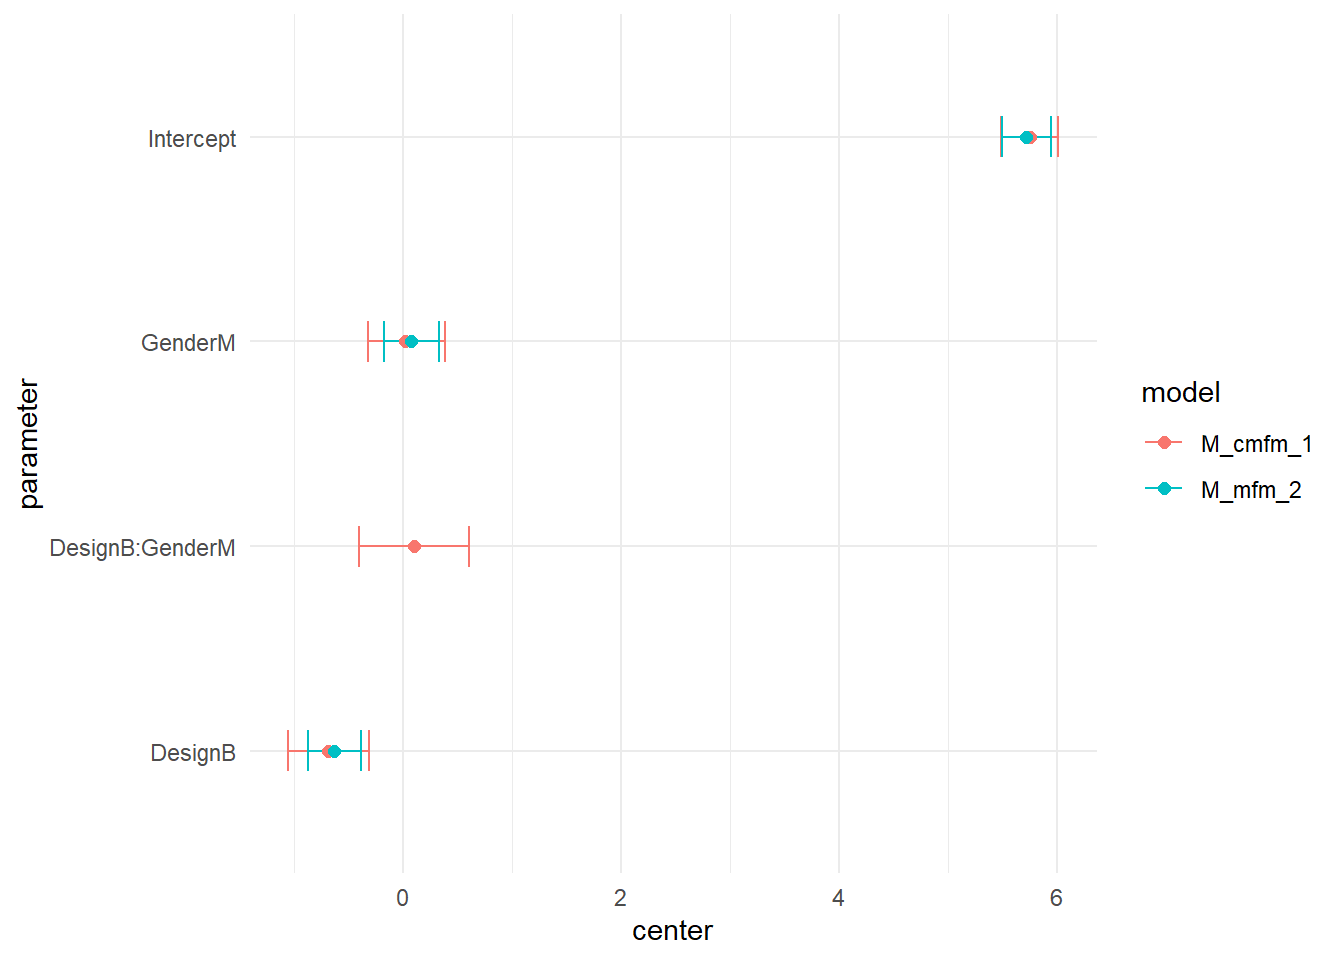 Intercept
GenderM
DesignB:GenderM
DesignB
parameter
0 2 4 6
center
model
M_cmfm_1
M_mfm_2